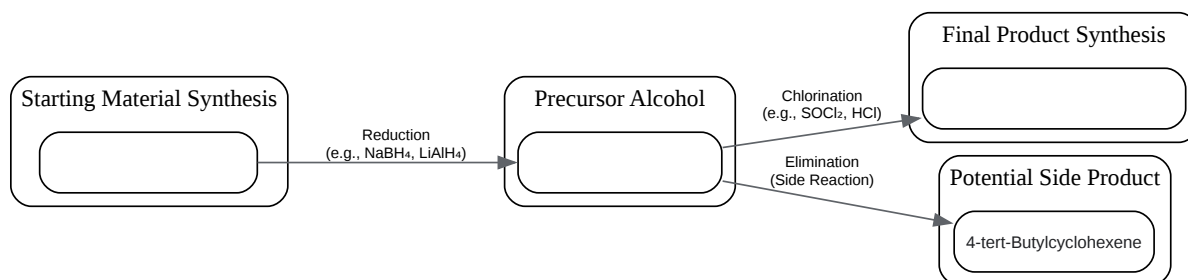 Starting Material Synthesis
Reduction
(e.g., NaBH₄, LiAlH₄)
Precursor Alcohol
Chlorination
(e.g., SOCl₂, HCl)
Elimination
(Side Reaction)
Final Product Synthesis
Potential Side Product
4-tert-Butylcyclohexene